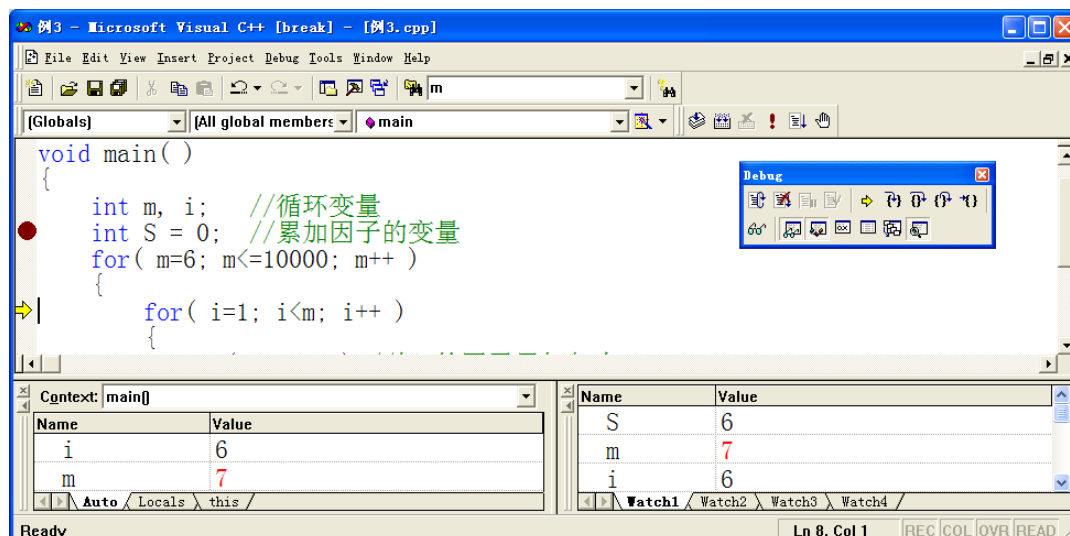 例3 - Microsoft Visual C++ [break] - [例3.cpp]
File Edit View Insert Project Debug Tools Window Help
m
(Globals) [All global members main
void main( )
{
int m, i; //循环变量
int S = 0; //累加因子的变量
for( m=6; m<=10000; m++ )
{
for( i=1; i<m; i++ )
{
Debug
Context: main()
Name Value
i 6
m 7
Auto Locals this
Name Value
S 6
m 7
i 6
Watch1 Watch2 Watch3 Watch4
Ready
Ln 8, Col 1 REC COL OVR READ